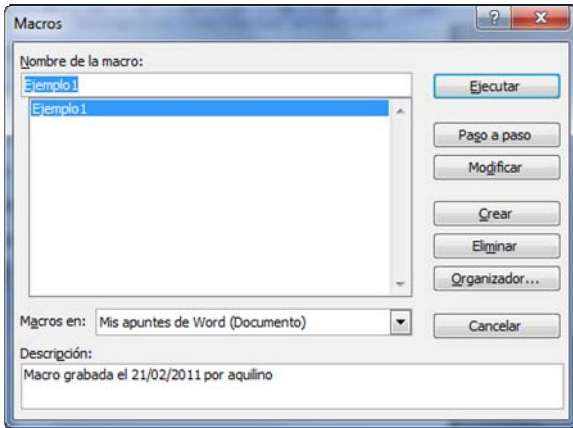 Macros
Nombre de la macro:
Ejemplo1
Ejemplo1
Ejecutar
Paso a paso
Modificar
Crear
Eliminar
Organizador...
Macros en: Mis apuntes de Word (Documento)
Cancelar
Descripción:
Macro grabada el 21/02/2011 por aquilino